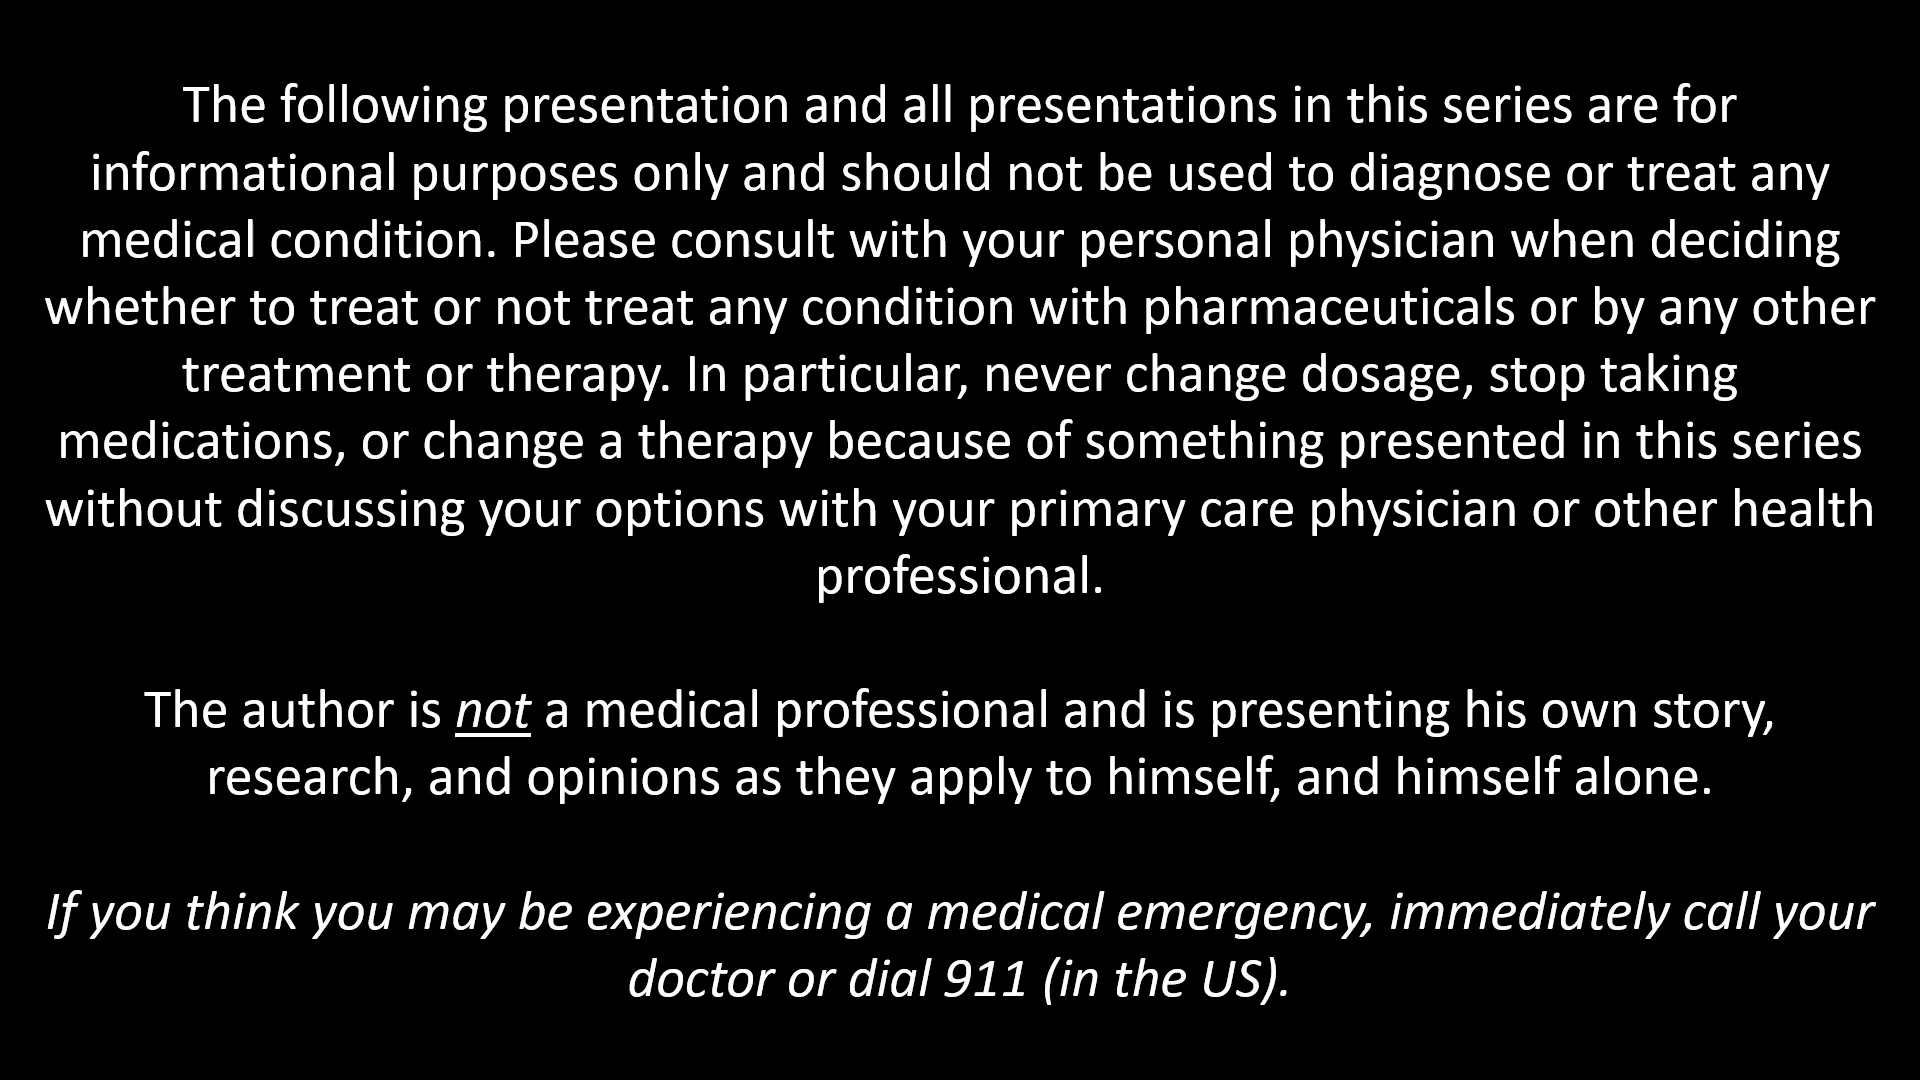 The following presentation and all presentations in this series are for
informational purposes only and should not be used to diagnose or treat any
medical condition. Please consult with your personal physician when deciding
whether to treat or not treat any condition with pharmaceuticals or by any other
treatment or therapy. In particular, never change dosage, stop taking
medications, or change a therapy because of something presented in this series
without discussing your options with your primary care physician or other health
professional.
The author is not a medical professional and is presenting his own story,
research, and opinions as they apply to himself, and himself alone.
If you think you may be experiencing a medical emergency, immediately call your
doctor or dial 911 (in the US).